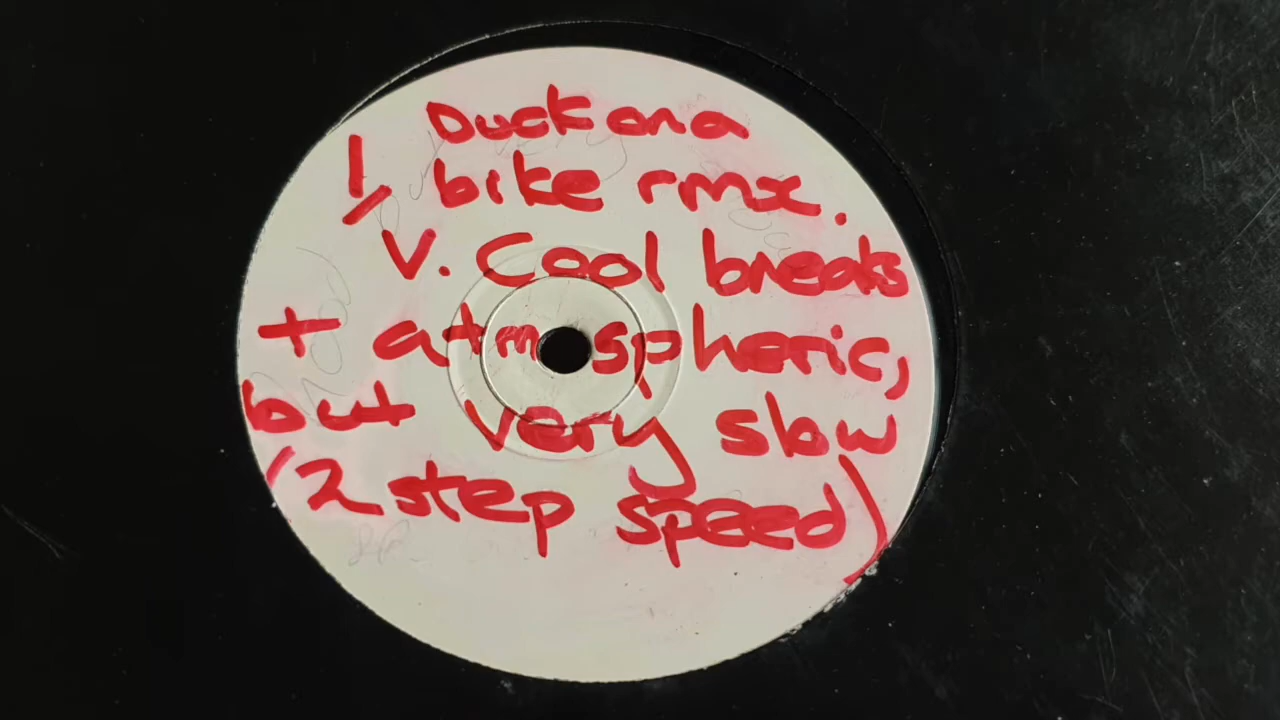 Duck on a
1/ bike rmx.
V. Cool breaks
+ atmospheric,
but very slow
(2 step speed)